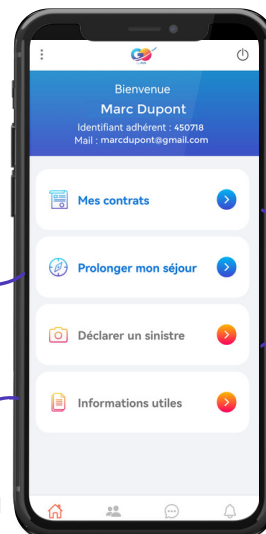 Bienvenue
Marc Dupont
Identifiant adhérent : 450718
Mail : marcdupont@gmail.com
Mes contrats
Prolonger mon séjour
Déclarer un sinistre
Informations utiles